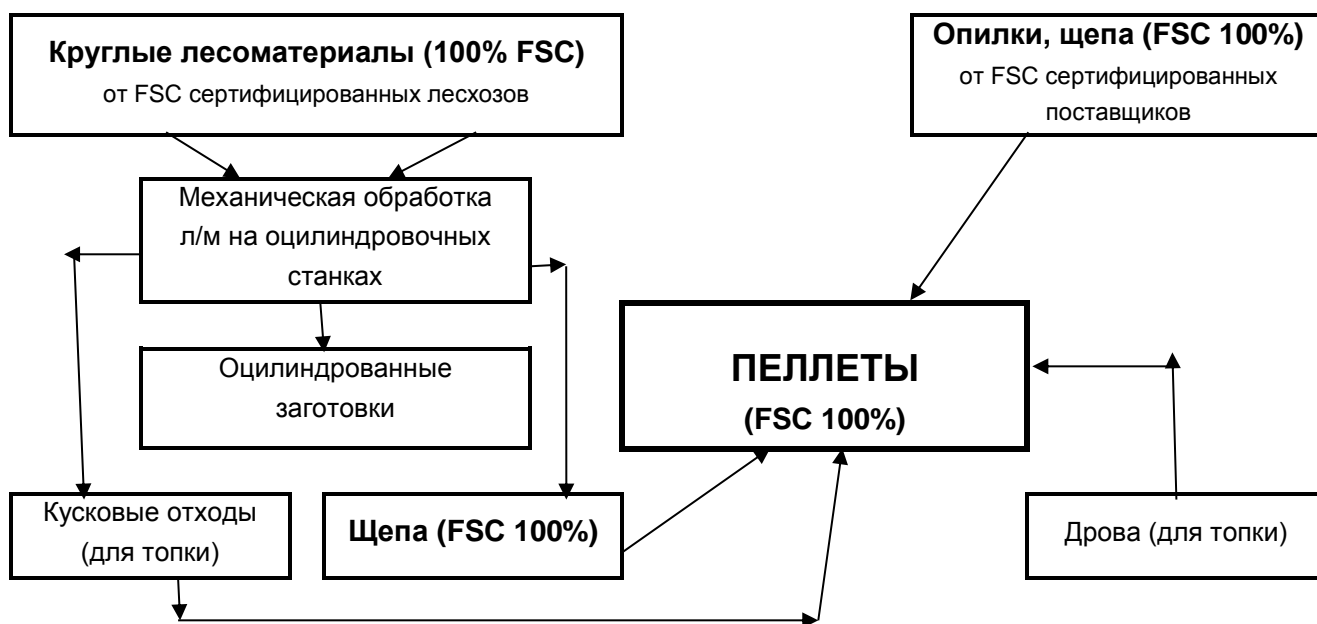 Круглые лесоматериалы (100% FSC)
от FSC сертифицированных лесхозов
Опилки, щепа (FSC 100%)
от FSC сертифицированных
поставщиков
Механическая обработка
л/м на оцилиндровочных
станках
Оцилиндрованные
заготовки
ПЕЛЛЕТЫ
(FSC 100%)
Кусковые отходы
(для топки)
Щепа (FSC 100%)
Дрова (для топки)